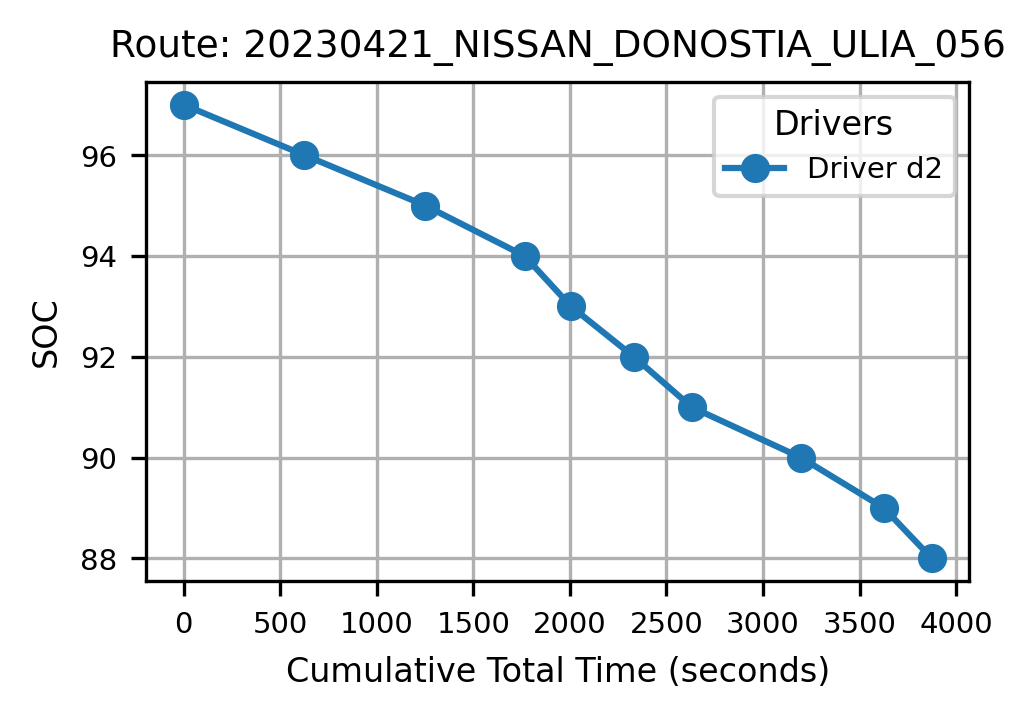 Route: 20230421_NISSAN_DONOSTIA_ULIA_056
Drivers
Driver d2
96
94
92
90
88
SOC
0 500 1000 1500 2000 2500 3000 3500 4000
Cumulative Total Time (seconds)